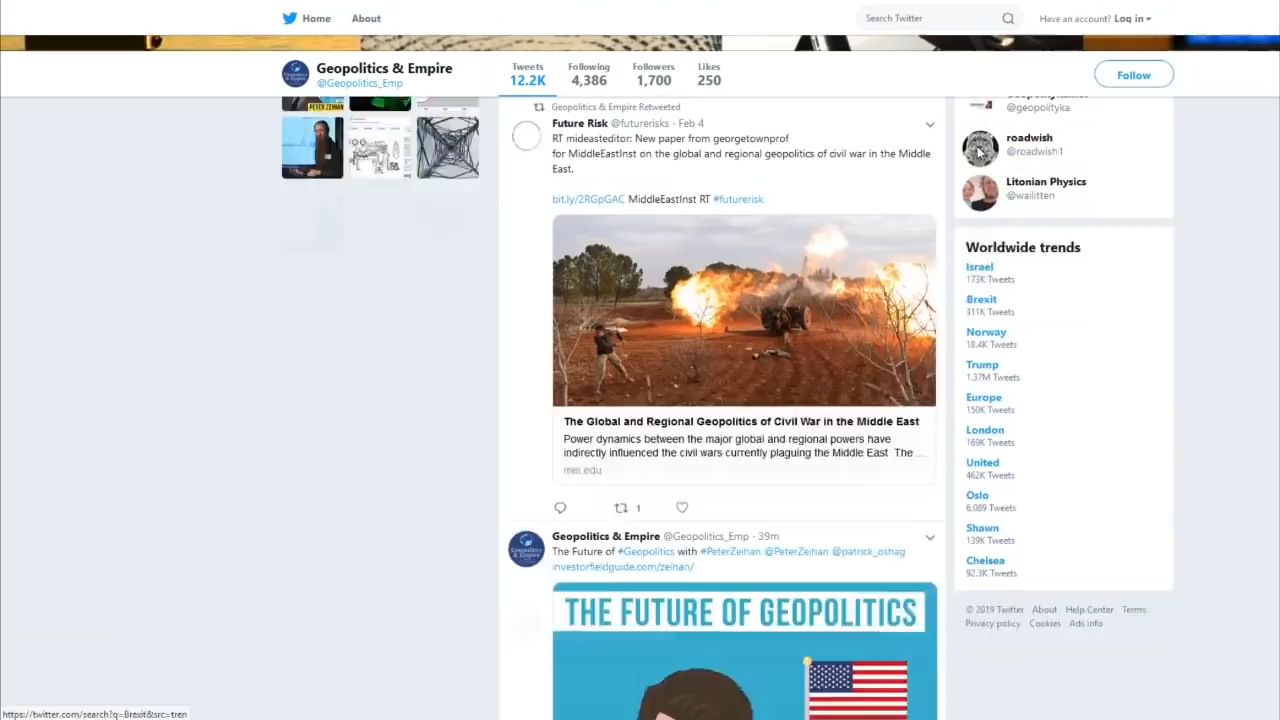 Home
About
Search Twitter
Have an account? Log in
Geopolitics & Empire
@Geopolitics_Emp
Tweets
12.2K
Following
4,386
Followers
1,700
Likes
250
Follow
PETER ZEIHAN
Geopolitics & Empire Retweeted
Future Risk @futurerisks · Feb 4
RT mideasteditor: New paper from georgetownprof
for MiddleEastInst on the global and regional geopolitics of civil war in the Middle
East.
bit.ly/2RGpGAC MiddleEastInst RT #futurerisk
The Global and Regional Geopolitics of Civil War in the Middle East
Power dynamics between the major global and regional powers have
indirectly influenced the civil wars currently plaguing the Middle East The ...
mei.edu
1
Geopolitics & Empire @Geopolitics_Emp · 39m
The Future of #Geopolitics with #PeterZeihan @PeterZeihan @patrick_oshag
investorfieldguide.com/zeihan/
THE FUTURE OF GEOPOLITICS
@geopolityka
roadwish
@roadwish1
Litonian Physics
@wailitten
Worldwide trends
Israel
173K Tweets
Brexit
311K Tweets
Norway
18.4K Tweets
Trump
1.37M Tweets
Europe
150K Tweets
London
169K Tweets
United
462K Tweets
Oslo
6,089 Tweets
Shawn
139K Tweets
Chelsea
92.3K Tweets
© 2019 Twitter About Help Center Terms
Privacy policy Cookies Ads info
https://twitter.com/search?q=Brexit&src=tren